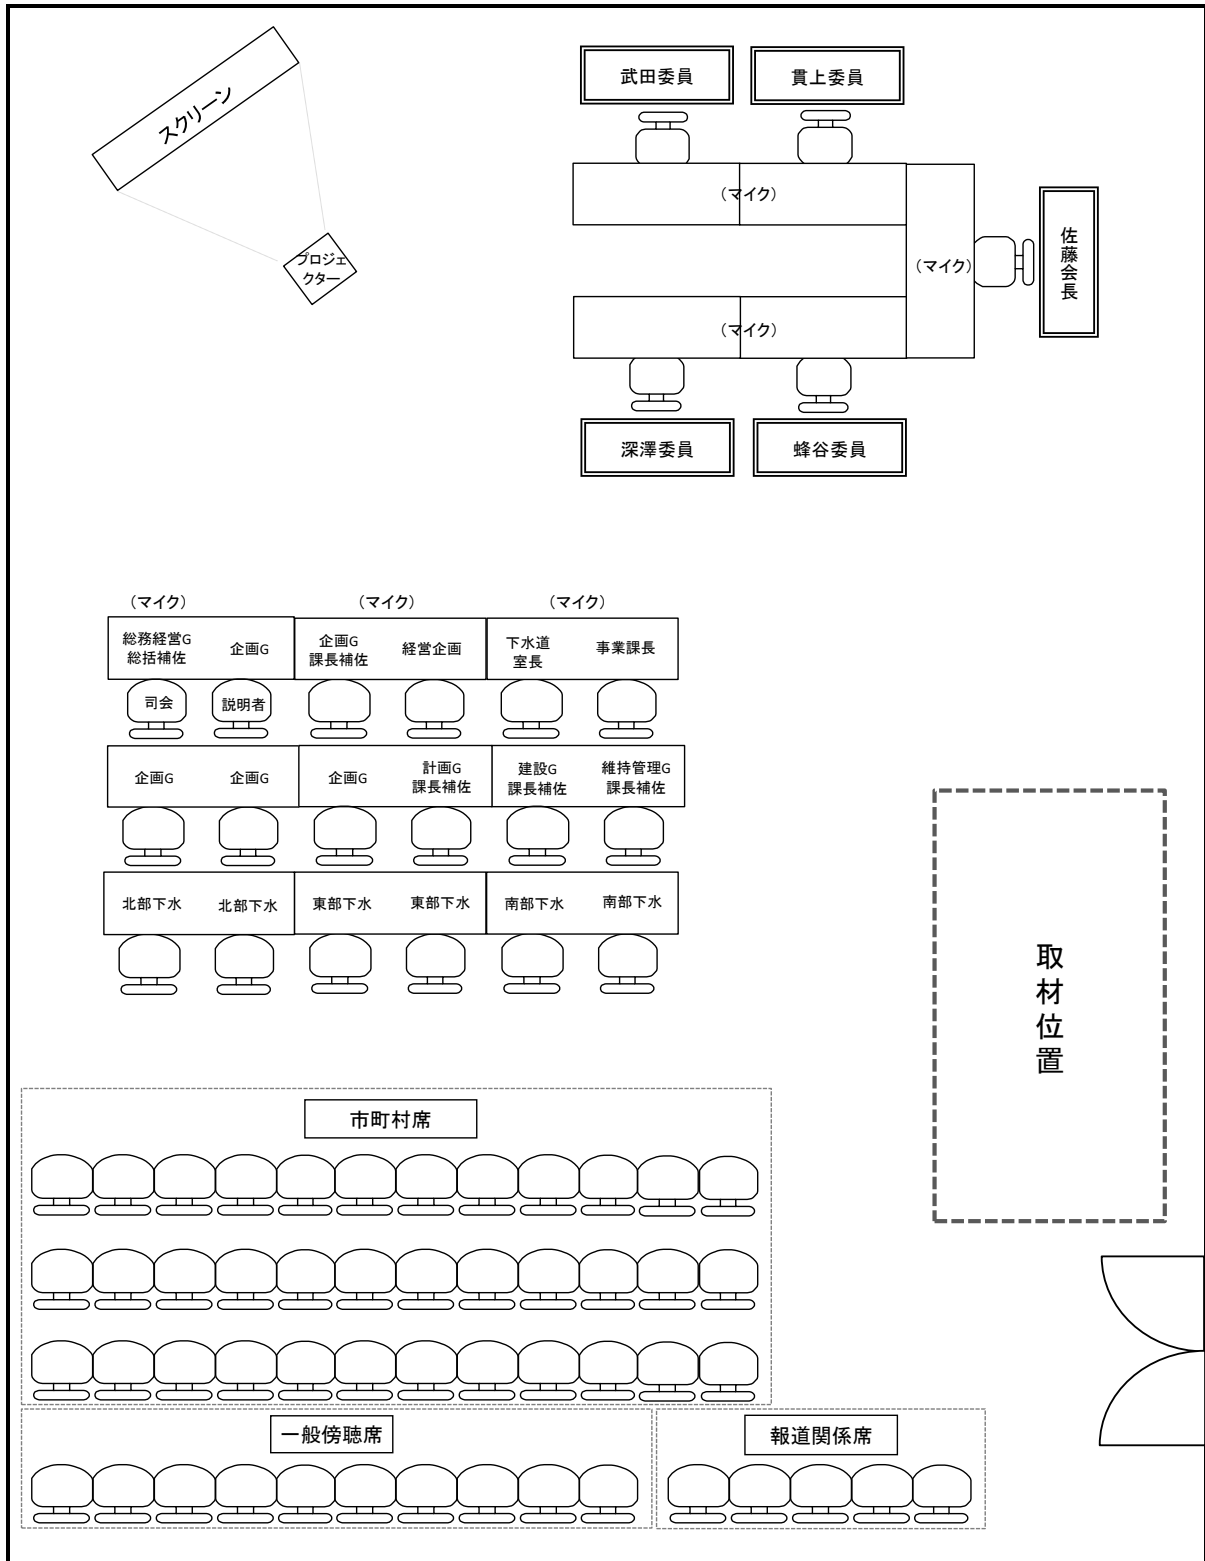 スクリーン
プロジェ
クター
武田委員
貫上委員
（マイク）
（マイク）
佐藤会長
（マイク）
深澤委員
蜂谷委員
（マイク）
（マイク）
（マイク）
総務経営G
総括補佐
企画G
企画G
課長補佐
経営企画
下水道
室長
事業課長
司会
説明者
企画G
企画G
企画G
計画G
課長補佐
建設G
課長補佐
維持管理G
課長補佐
北部下水
北部下水
東部下水
東部下水
南部下水
南部下水
取材位置
市町村席
一般傍聴席
報道関係席